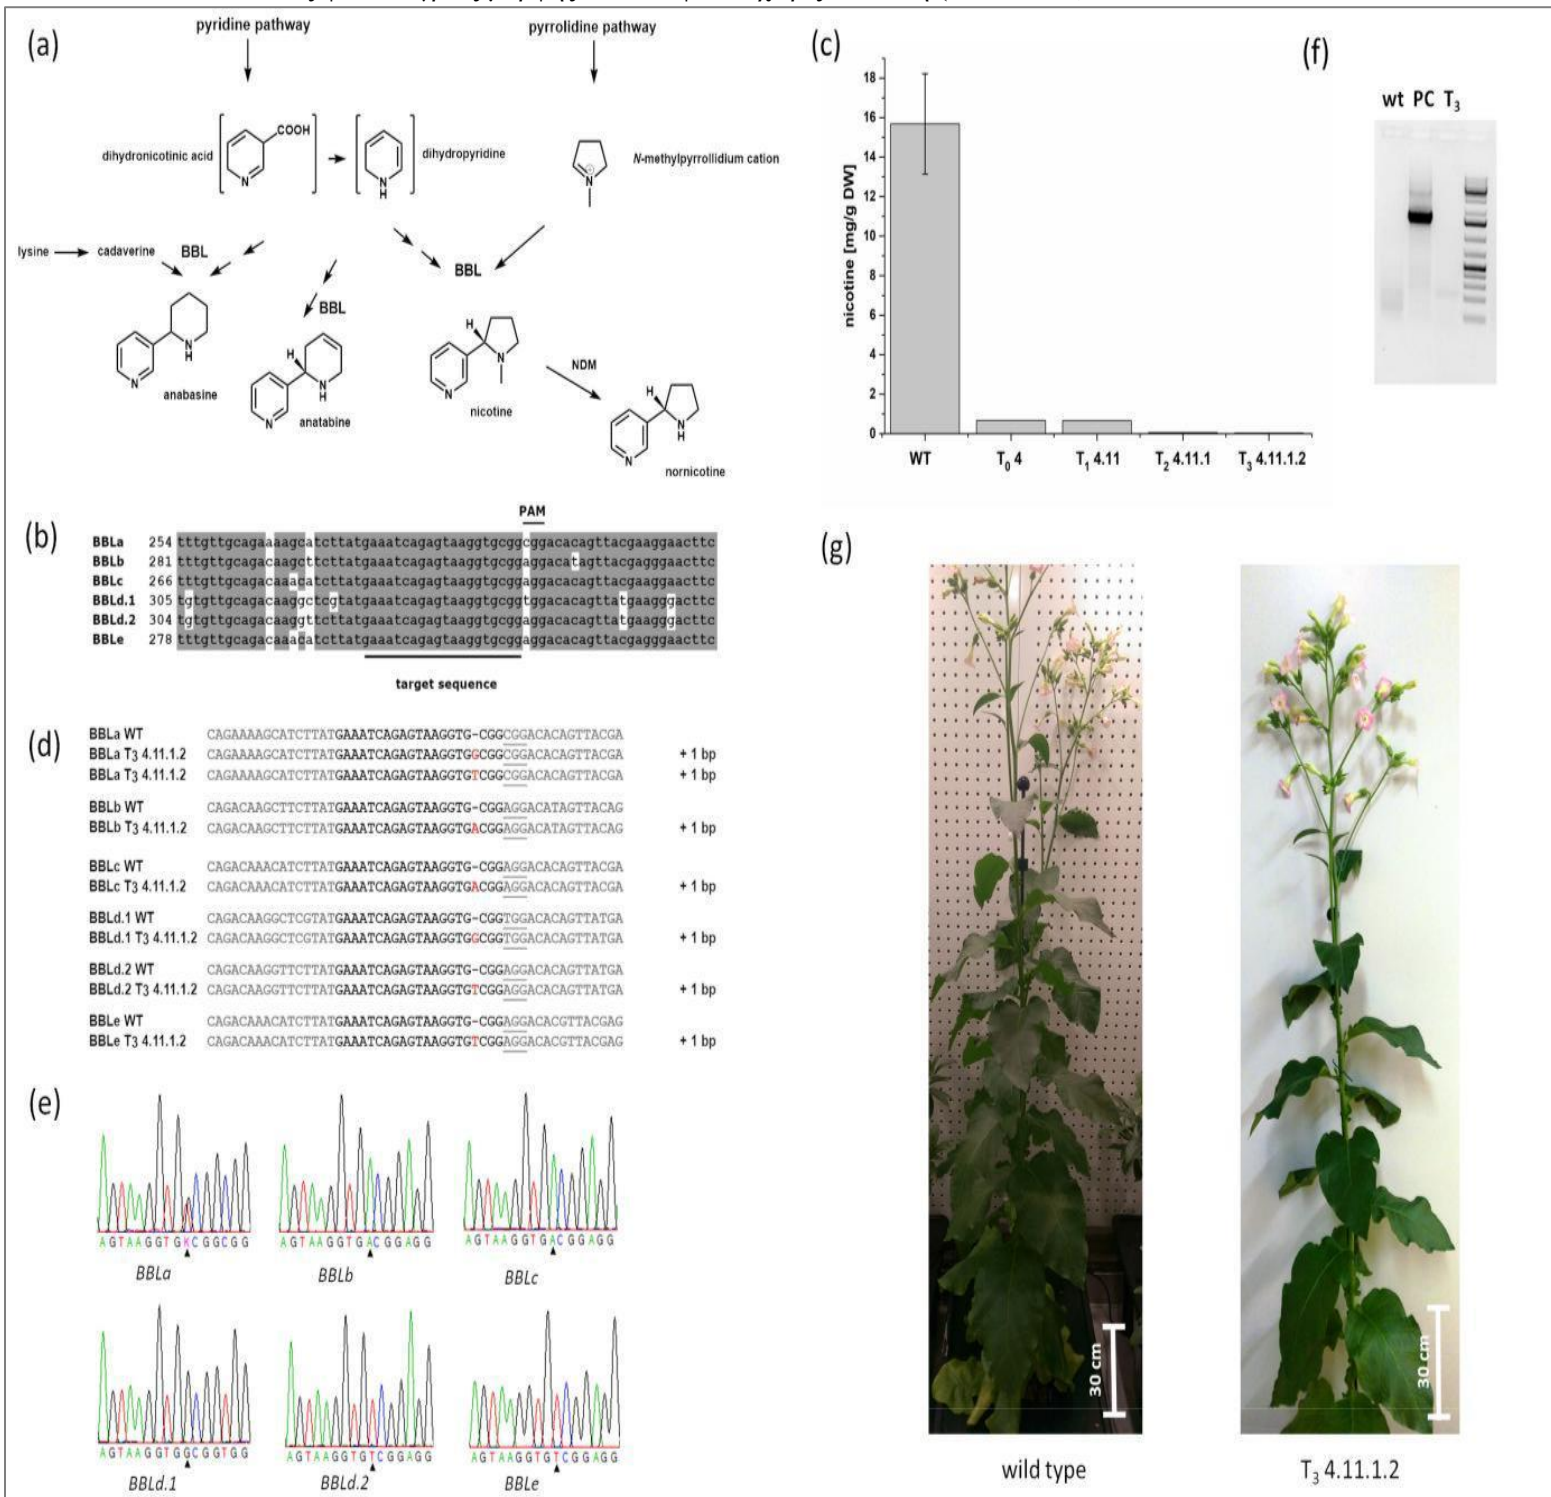 (a)
pyridine pathway
pyrrolidine pathway
dihydronicotinic acid
COOH
N
dihydropyridine
N
H
N-methylpyrrollidium cation
N
+
lysine
cadaverine
BBL
BBL
BBL
N
H
N
anabasine
H
N
H
N
anatabine
H
N
N
nicotine
NDM
H
N
H
N
nornicotine
(b)
PAM
BBLa 254 tttgttgcagaaaagcatcttatgaaatcagagtaaggtgcggcggacacagttacgaaggaacttc
BBLb 281 tttgttgcagacaagcttcttatgaaatcagagtaaggtgcggaggacatagttacgagggaacttc
BBLc 266 tttgttgcagacaaacatcttatgaaatcagagtaaggtgcggaggacacagttacgaaggaacttc
BBLd.1 305 tgtgttgcagacaaggctcgtatgaaatcagagtaaggtgcggtggacacagttatgaagggacttc
BBLd.2 304 tgtgttgcagacaaggttcttatgaaatcagagtaaggtgcggaggacacagttatgaagggacttc
BBLe 278 tttgttgcagacaaacatcttatgaaatcagagtaaggtgcggaggacacagttacgagggaacttc
target sequence
(c)
nicotine [mg/g DW]
18
16
14
12
10
8
6
4
2
0
WT T0 4 T1 4.11 T2 4.11.1 T3 4.11.1.2
(d)
BBLa WT CAGAAAAGCATCTTATGAAATCAGAGTAAGGTG-CGGCGGACACAGTTACGA
BBLa T3 4.11.1.2 CAGAAAAGCATCTTATGAAATCAGAGTAAGGTGGCGGCGGACACAGTTACGA + 1 bp
BBLa T3 4.11.1.2 CAGAAAAGCATCTTATGAAATCAGAGTAAGGTGTCGGCGGACACAGTTACGA + 1 bp
BBLb WT CAGACAAGCTTCTTATGAAATCAGAGTAAGGTG-CGGAGGACATAGTTACAG
BBLb T3 4.11.1.2 CAGACAAGCTTCTTATGAAATCAGAGTAAGGTGACGGAGGACATAGTTACAG + 1 bp
BBLc WT CAGACAAACATCTTATGAAATCAGAGTAAGGTG-CGGAGGACACAGTTACGA
BBLc T3 4.11.1.2 CAGACAAACATCTTATGAAATCAGAGTAAGGTGACGGAGGACACAGTTACGA + 1 bp
BBLd.1 WT CAGACAAGGCTCGTATGAAATCAGAGTAAGGTG-CGGTGGACACAGTTATGA
BBLd.1 T3 4.11.1.2 CAGACAAGGCTCGTATGAAATCAGAGTAAGGTGGCGGTGGACACAGTTATGA + 1 bp
BBLd.2 WT CAGACAAGGTTCTTATGAAATCAGAGTAAGGTG-CGGAGGACACAGTTATGA
BBLd.2 T3 4.11.1.2 CAGACAAGGTTCTTATGAAATCAGAGTAAGGTGTCGGAGGACACAGTTATGA + 1 bp
BBLe WT CAGACAAACATCTTATGAAATCAGAGTAAGGTG-CGGAGGACACGTTACGAG
BBLe T3 4.11.1.2 CAGACAAACATCTTATGAAATCAGAGTAAGGTGTCGGAGGACACGTTACGAG + 1 bp
(e)
AGTAAGGTGKCGGCGG
BBLa
AGTAAGGTGACGGAGG
BBLb
AGTAAGGTGACGGAGG
BBLc
AGTAAGGTGGCGGTGG
BBLd.1
AGTAAGGTGTCGGAGG
BBLd.2
AGTAAGGTGTCGGAGG
BBLe
(f)
wt PC T3
(g)
30 cm
30 cm
wild type
T3 4.11.1.2